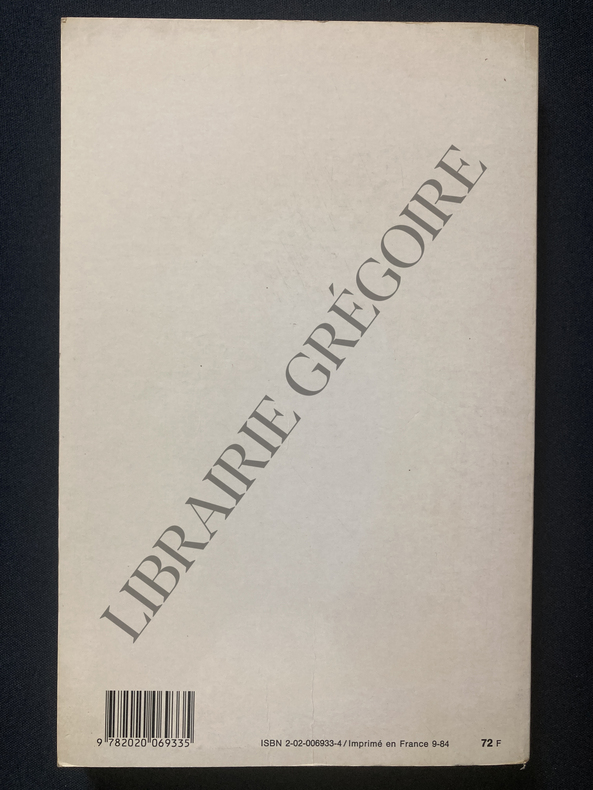 LIBRAIRIE GRÉGOIRE
9 782020 069335
ISBN 2-02-006933-4/Imprimé en France 9-84
72 F